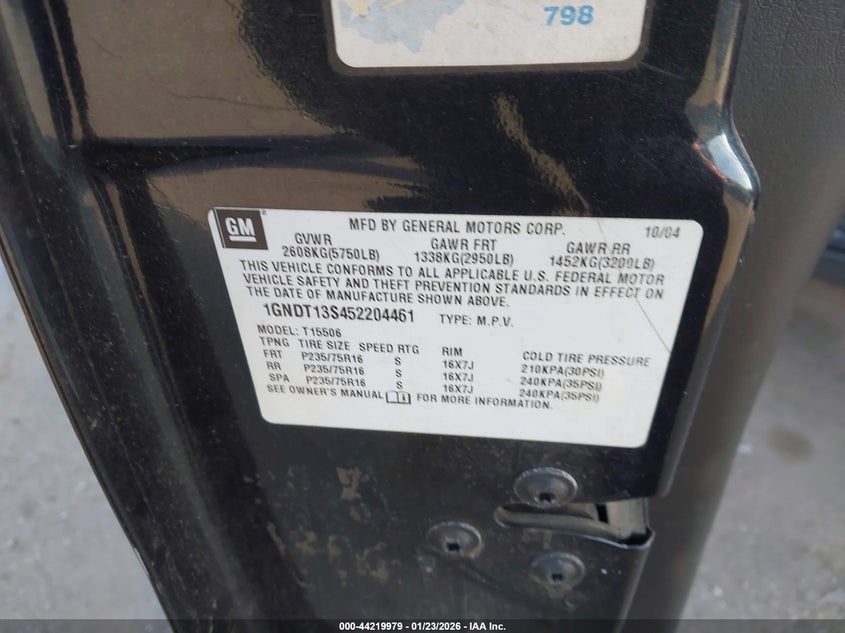 798
GM
MFD BY GENERAL MOTORS CORP. 10/04
GVWR GAWR FRT GAWR RR
2608KG(5750LB) 1338KG(2950LB) 1452KG(3200LB)
THIS VEHICLE CONFORMS TO ALL APPLICABLE U.S. FEDERAL MOTOR
VEHICLE SAFETY AND THEFT PREVENTION STANDARDS IN EFFECT ON
THE DATE OF MANUFACTURE SHOWN ABOVE.
1GNDT13S452204461 TYPE: M.P.V.
MODEL: T15506
TPNG TIRE SIZE SPEED RTG RIM COLD TIRE PRESSURE
FRT P235/75R16 S 16X7J 210KPA(30PSI)
RR P235/75R16 S 16X7J 240KPA(35PSI)
SPA P235/75R16 S 16X7J 240KPA(35PSI)
SEE OWNER'S MANUAL FOR MORE INFORMATION.
000-44219979 - 01/23/2026 - IAA Inc.